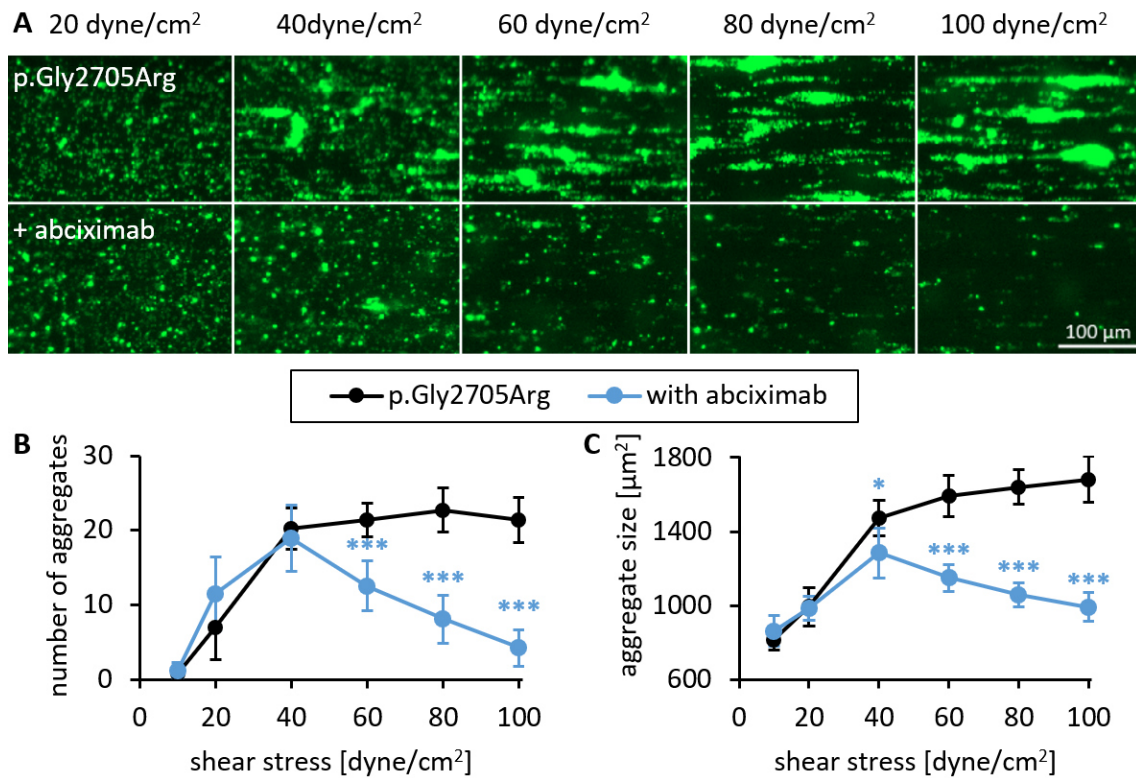 A 20 dyne/cm² 40dyne/cm² 60 dyne/cm² 80 dyne/cm² 100 dyne/cm²
p.Gly2705Arg
+ abciximab
100 µm
p.Gly2705Arg with abciximab
B
number of aggregates
30
20
10
0
***
***
***
0 20 40 60 80 100
shear stress [dyne/cm²]
C
aggregate size [µm²]
1800
1400
1000
600
*
***
***
***
0 20 40 60 80 100
shear stress [dyne/cm²]